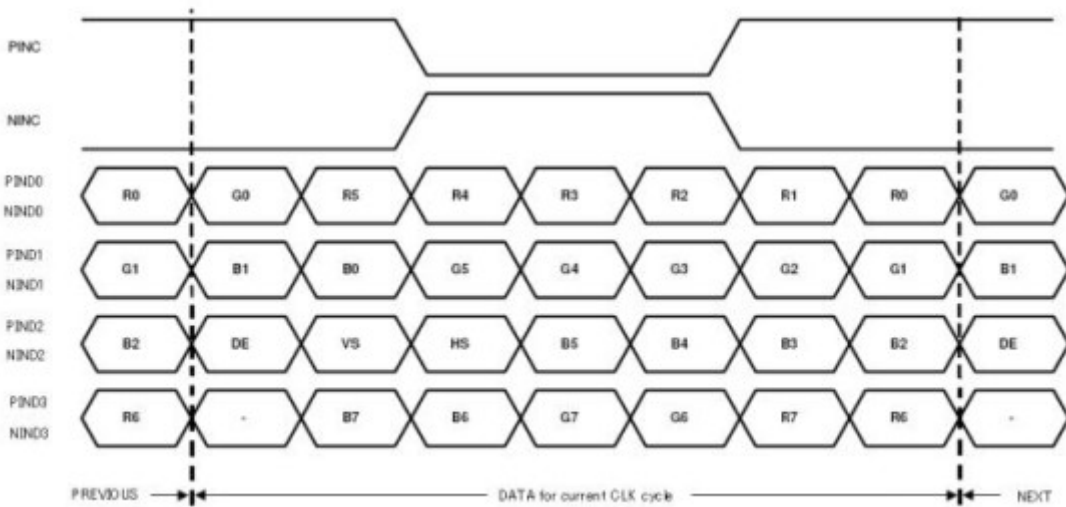 PINC
NINC
PIND0
NIND0
R0 G0 R5 R4 R3 R2 R1 R0 G0
PIND1
NIND1
G1 B1 B0 G5 G4 G3 G2 G1 B1
PIND2
NIND2
B2 DE VS HS B5 B4 B3 B2 DE
PIND3
NIND3
R6 - B7 B6 G7 G6 R7 R6 -
PREVIOUS DATA for current CLK cycle NEXT